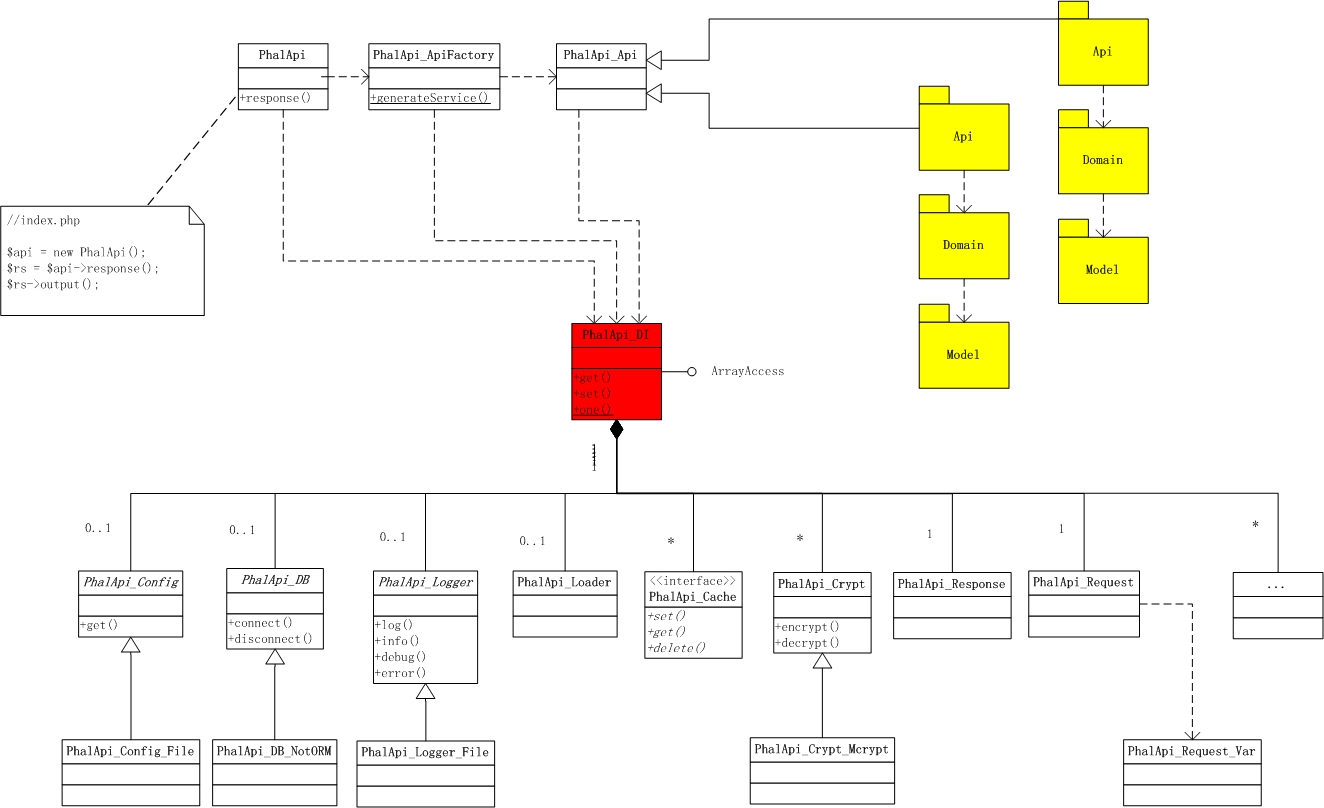 PhalApi
+response()
PhalApi_ApiFactory
+generateService()
PhalApi_Api
Api
Domain
Model
Api
Domain
Model
//index.php
$api = new PhalApi();
$rs = $api->response();
$rs->output();
PhalApi_DI
+get()
+set()
+one()
ArrayAccess
0..1
0..1
0..1
0..1
*
*
1
1
*
PhalApi_Config
+get()
PhalApi_DB
+connect()
+disconnect()
PhalApi_Logger
+log()
+info()
+debug()
+error()
PhalApi_Loader
<<interface>>
PhalApi_Cache
+set()
+get()
+delete()
PhalApi_Crypt
+encrypt()
+decrypt()
PhalApi_Response
PhalApi_Request
...
PhalApi_Config_File
PhalApi_DB_NotORM
PhalApi_Logger_File
PhalApi_Crypt_Mcrypt
PhalApi_Request_Var